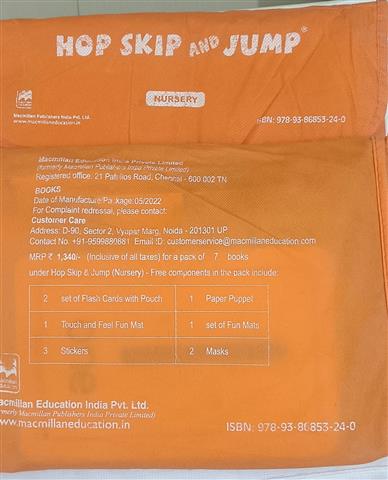 HOP SKIP AND JUMP®
NURSERY
Macmillan Publishers India Pvt. Ltd.
www.macmillaneducation.in
ISBN: 978-93-86853-24-0
Macmillan Education India Private Limited
(formerly Macmillan Publishers India Private Limited)
Registered office: 21 Patullos Road, Chennai - 600 002 TN
BOOKS
Date of Manufacture/Package:05/2022
For Complaint redressal, please contact:
Customer Care
Address: D-90, Sector 2, Vyapar Marg, Noida - 201301 UP
Contact No. +91-9599880881 Email ID: customerservice@macmillaneducation.com
MRP ₹ 1,340/- (Inclusive of all taxes) for a pack of 7 books
under Hop Skip & Jump (Nursery) - Free components in the pack include:
2 set of Flash Cards with Pouch 1 Paper Puppet
1 Touch and Feel Fun Mat 1 set of Fun Mats
3 Stickers 2 Masks
acmillan Education India Pvt. Ltd.
ormerly Macmillan Publishers India Private Limited)
www.macmillaneducation.in
ISBN: 978-93-86853-24-0